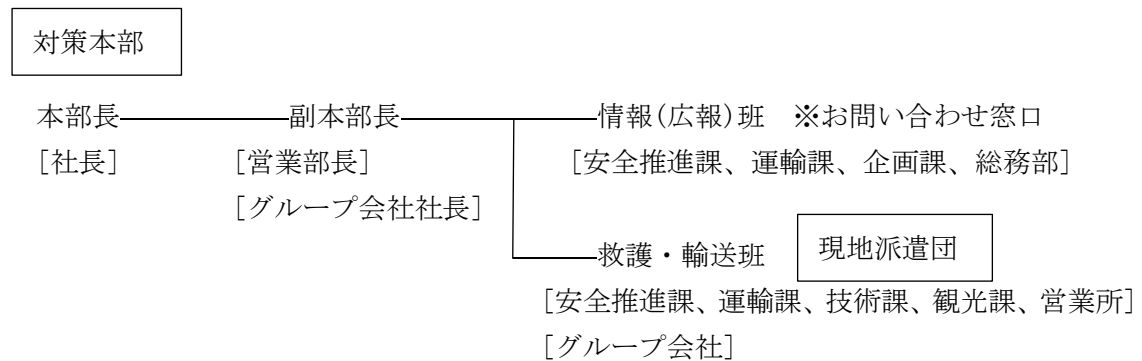 対策本部
本部長 副本部長 情報(広報)班 ※お問い合わせ窓口
[社長] [営業部長] [安全推進課、運輸課、企画課、総務部]
[グループ会社社長]
救護・輸送班 現地派遣団
[安全推進課、運輸課、技術課、観光課、営業所]
[グループ会社]